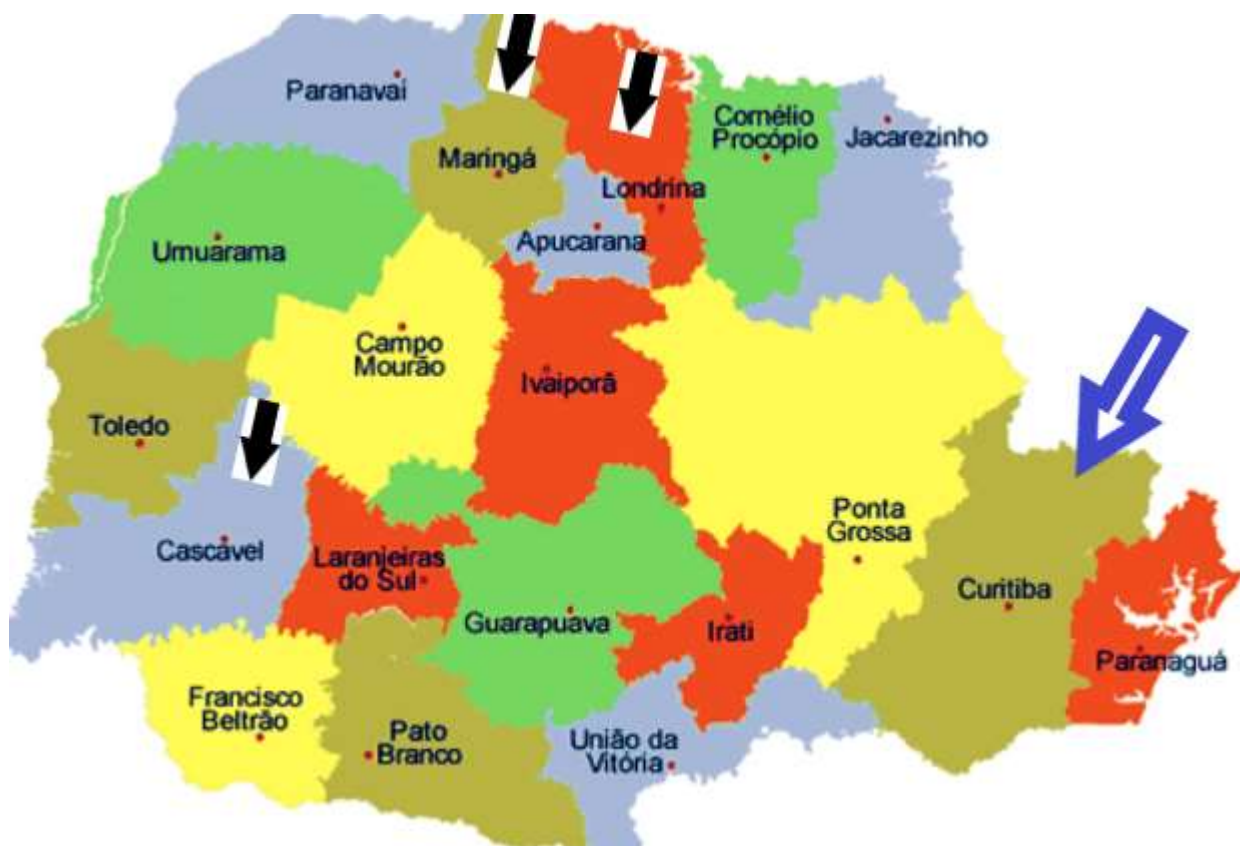 Paranavaí
Cornélio
Procópio
Jacarezinho
Maringá
Londrina
Apucarana
Umuarama
Campo
Mourão
Ivaiporã
Toledo
Ponta
Grossa
Cascável
Laranjeiras
do Sul
Curitiba
Guarapuava
Irati
Paranaguá
Francisco
Beltrão
Pato
Branco
União da
Vitória